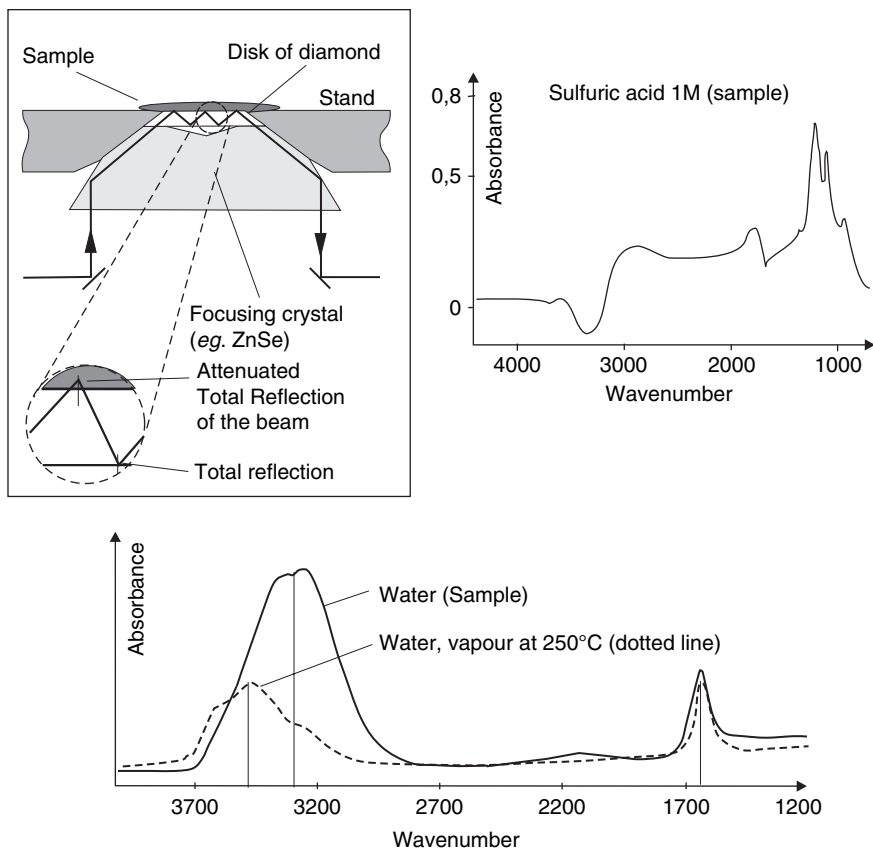 Sample
Disk of diamond
Stand
Focusing crystal
(eg. ZnSe)
Attenuated
Total Reflection
of the beam
Total reflection
Sulfuric acid 1M (sample)
Absorbance
0,8
0,5
0
4000 3000 2000 1000
Wavenumber
Absorbance
Water (Sample)
Water, vapour at 250°C (dotted line)
3700 3200 2700 2200 1700 1200
Wavenumber